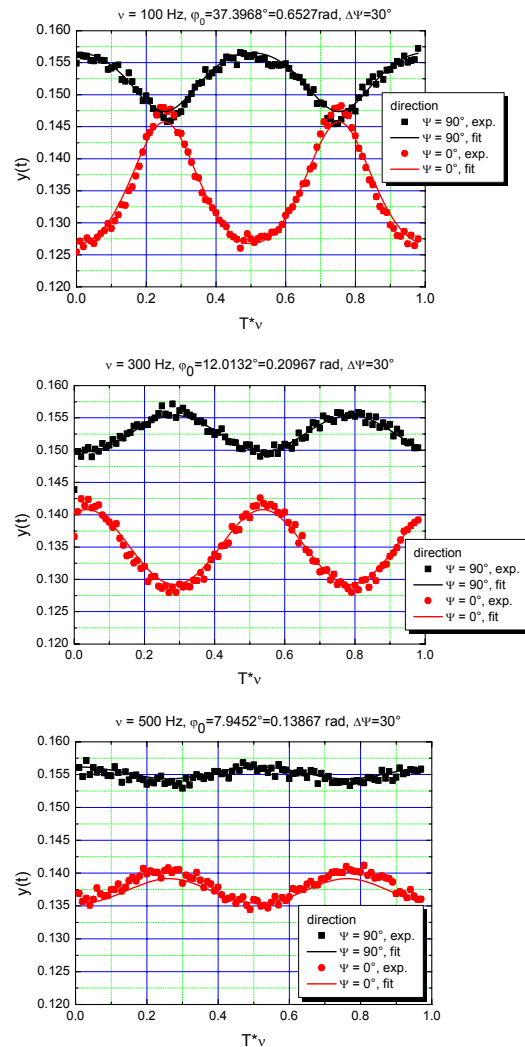 ν = 100 Hz, φ0=37.3968°=0.6527rad, ΔΨ=30°
0.160
0.155
0.150
0.145
0.140
0.135
0.130
0.125
0.120
y(t)
direction
Ψ = 90°, exp.
Ψ = 90°, fit
Ψ = 0°, exp.
Ψ = 0°, fit
0.0 0.2 0.4 0.6 0.8 1.0
T*ν
ν = 300 Hz, φ0=12.0132°=0.20967 rad, ΔΨ=30°
0.160
0.155
0.150
0.145
0.140
0.135
0.130
0.125
0.120
y(t)
direction
Ψ = 90°, exp.
Ψ = 90°, fit
Ψ = 0°, exp.
Ψ = 0°, fit
0.0 0.2 0.4 0.6 0.8 1.0
T*ν
ν = 500 Hz, φ0=7.9452°=0.13867 rad, ΔΨ=30°
0.160
0.155
0.150
0.145
0.140
0.135
0.130
0.125
0.120
y(t)
direction
Ψ = 90°, exp.
Ψ = 90°, fit
Ψ = 0°, exp.
Ψ = 0°, fit
0.0 0.2 0.4 0.6 0.8 1.0
T*ν